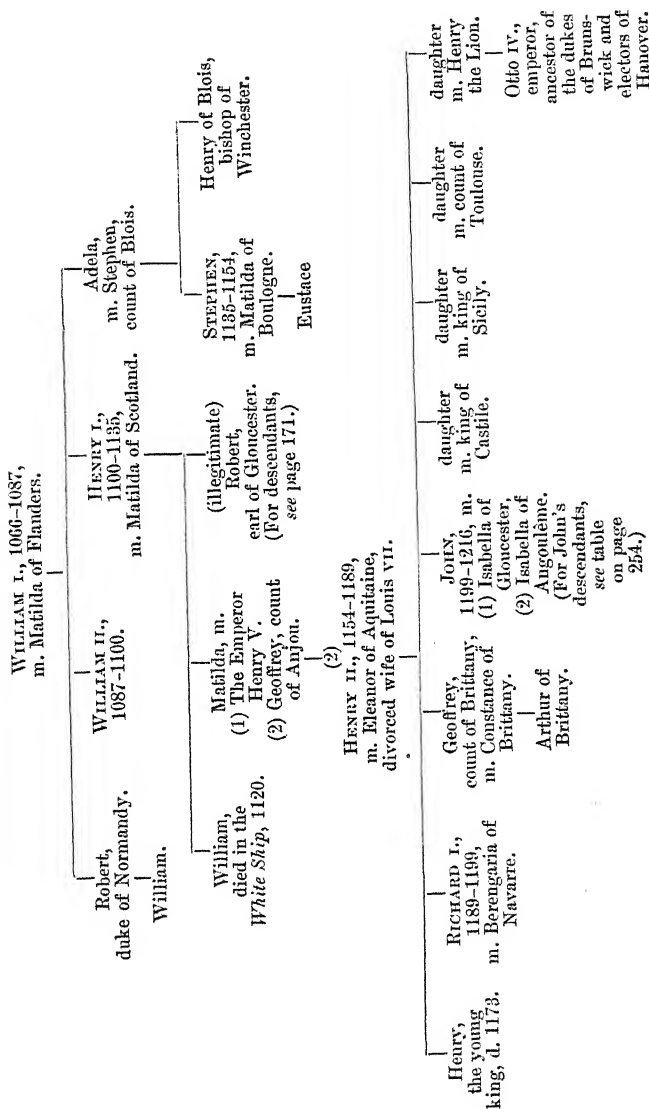 WILLIAM I., 1066–1087,
m. Matilda of Flanders.
Robert,
duke of Normandy.
William.
WILLIAM II.,
1087–1100.
HENRY I.,
1100–1135,
m. Matilda of Scotland.
Adela,
m. Stephen,
count of Blois.
William,
died in the
White Ship, 1120.
Matilda, m.
(1) The Emperor
Henry V.
(2) Geoffrey, count
of Anjou.
(illegitimate)
Robert,
earl of Gloucester.
(For descendants,
see page 171.)
STEPHEN,
1135–1154,
m. Matilda of
Boulogne.
Eustace
Henry of Blois,
bishop of
Winchester.
(2)
HENRY II., 1154–1189,
m. Eleanor of Aquitaine,
divorced wife of Louis VII.
Henry,
the young
king, d. 1173.
RICHARD I.,
1189–1199,
m. Berengaria of
Navarre.
Geoffrey,
count of Brittany,
m. Constance of
Brittany.
Arthur of
Brittany.
JOHN,
1199–1216, m.
(1) Isabella of
Gloucester,
(2) Isabella of
Angoulême.
(For John's
descendants,
see table
on page
254.)
daughter
m. king of
Castile.
daughter
m. king of
Sicily.
daughter
m. count of
Toulouse.
daughter
m. Henry
the Lion.
Otto IV.,
emperor,
ancestor of
the dukes
of Bruns-
wick and
electors of
Hanover.